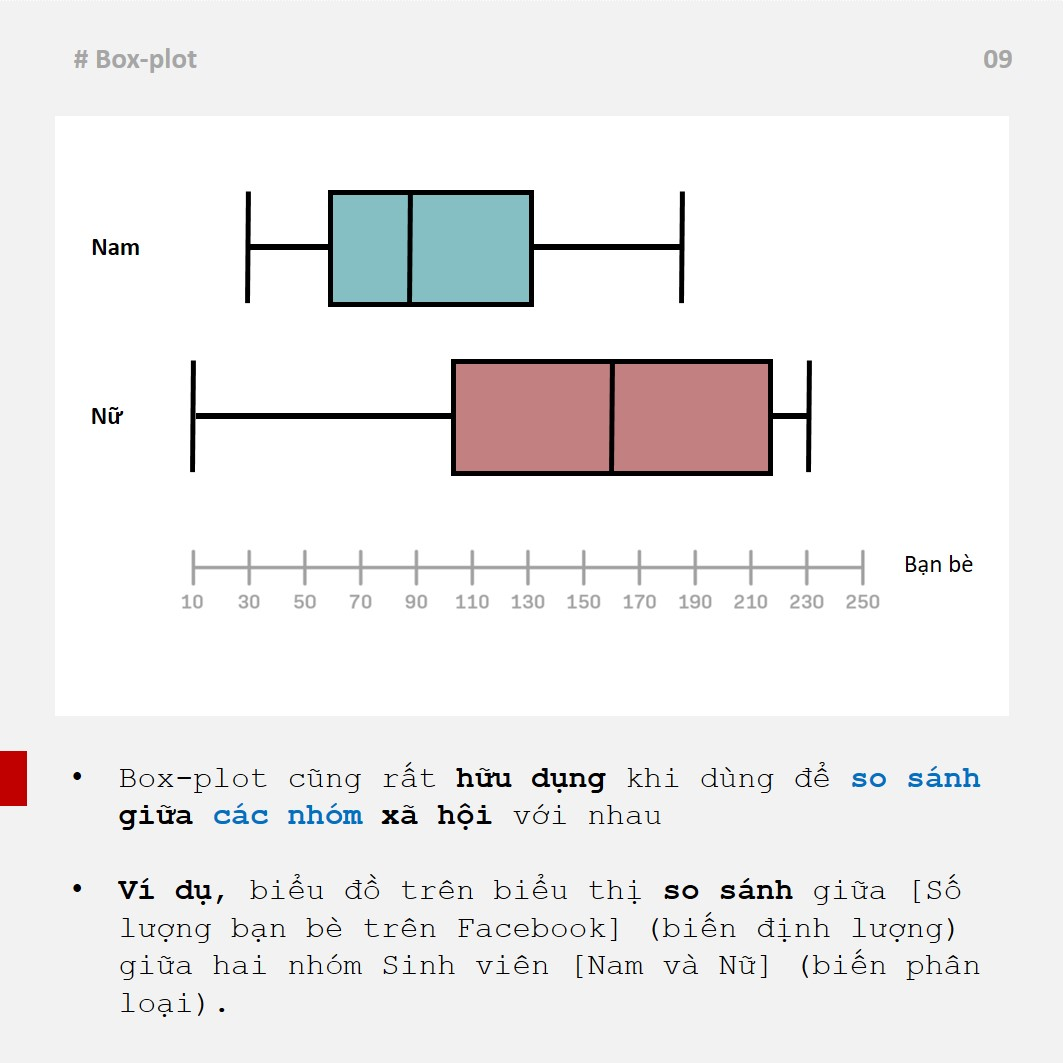 # Box-plot
09
Nam
Nữ
Bạn bè
10 30 50 70 90 110 130 150 170 190 210 230 250
• Box-plot cũng rất hữu dụng khi dùng để so sánh
giữa các nhóm xã hội với nhau
• Ví dụ, biểu đồ trên biểu thị so sánh giữa [Số
lượng bạn bè trên Facebook] (biến định lượng)
giữa hai nhóm Sinh viên [Nam và Nữ] (biến phân
loại).